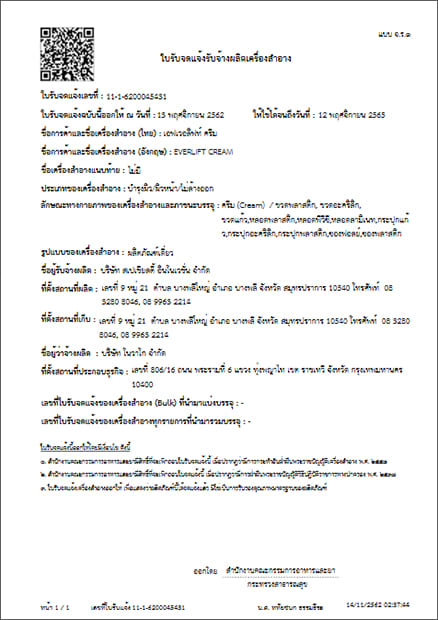 แบบ จ.ร.๑
ใบรับจดแจ้งรับจ้างผลิตเครื่องสำอาง
ใบรับจดแจ้งเลขที่ : 11-1-6200045431
ใบรับจดแจ้งฉบับนี้ออกให้ ณ วันที่ : 13 พฤศจิกายน 2562 ให้ใช้ได้จนถึงวันที่ : 12 พฤศจิกายน 2565
ชื่อการค้าและชื่อเครื่องสำอาง (ไทย) : เอฟเวอลิฟท์ ครีม
ชื่อการค้าและชื่อเครื่องสำอาง (อังกฤษ) : EVERLIFT CREAM
ชื่อเครื่องสำอางแนบท้าย : ไม่มี
ประเภทของเครื่องสำอาง : บำรุงผิว/ผิวหน้า/ไม่ล้างออก
ลักษณะทางกายภาพของเครื่องสำอางและภาชนะบรรจุ : ครีม (Cream) / ขวดพลาสติก, ขวดอะคริลิก,
ขวดแก้ว,หลอดพลาสติก,หลอดพีวีซี,หลอดลามิเนท,กระปุกแก้
ว,กระปุกอะคริลิก,กระปุกพลาสติก,ซองฟอยล์,ซองพลาสติก
รูปแบบของเครื่องสำอาง : ผลิตภัณฑ์เดี่ยว
ชื่อผู้รับจ้างผลิต : บริษัท สเปเชียลตี้ อินโนเวชั่น จำกัด
ที่ตั้งสถานที่ผลิต : เลขที่ 9 หมู่ 21 ตำบล บางพลีใหญ่ อำเภอ บางพลี จังหวัด สมุทรปราการ 10540 โทรศัพท์ 08
3280 8046, 08 9963 2214
ที่ตั้งสถานที่เก็บ : เลขที่ 9 หมู่ 21 ตำบล บางพลีใหญ่ อำเภอ บางพลี จังหวัด สมุทรปราการ 10540 โทรศัพท์ 08 3280
8046, 08 9963 2214
ชื่อผู้ว่าจ้างผลิต : บริษัท โนวาโท จำกัด
ที่ตั้งสถานที่ประกอบธุรกิจ : เลขที่ 806/16 ถนน พระรามที่ 6 แขวง ทุ่งพญาไท เขต ราชเทวี จังหวัด กรุงเทพมหานคร
10400
เลขที่ใบรับจดแจ้งของเครื่องสำอาง (Bulk) ที่นำมาแบ่งบรรจุ : -
เลขที่ใบรับจดแจ้งของเครื่องสำอางทุกรายการที่นำมารวมบรรจุ : -
ใบรับจดแจ้งนี้ออกให้โดยมีเงื่อนไข ดังนี้
ออกโดย สำนักงานคณะกรรมการอาหารและยา
กระทรวงสาธารณสุข
หน้า 1 / 1 เลขที่ใบรับแจ้ง 11-1-6200045431 14/11/2562 02:37:44